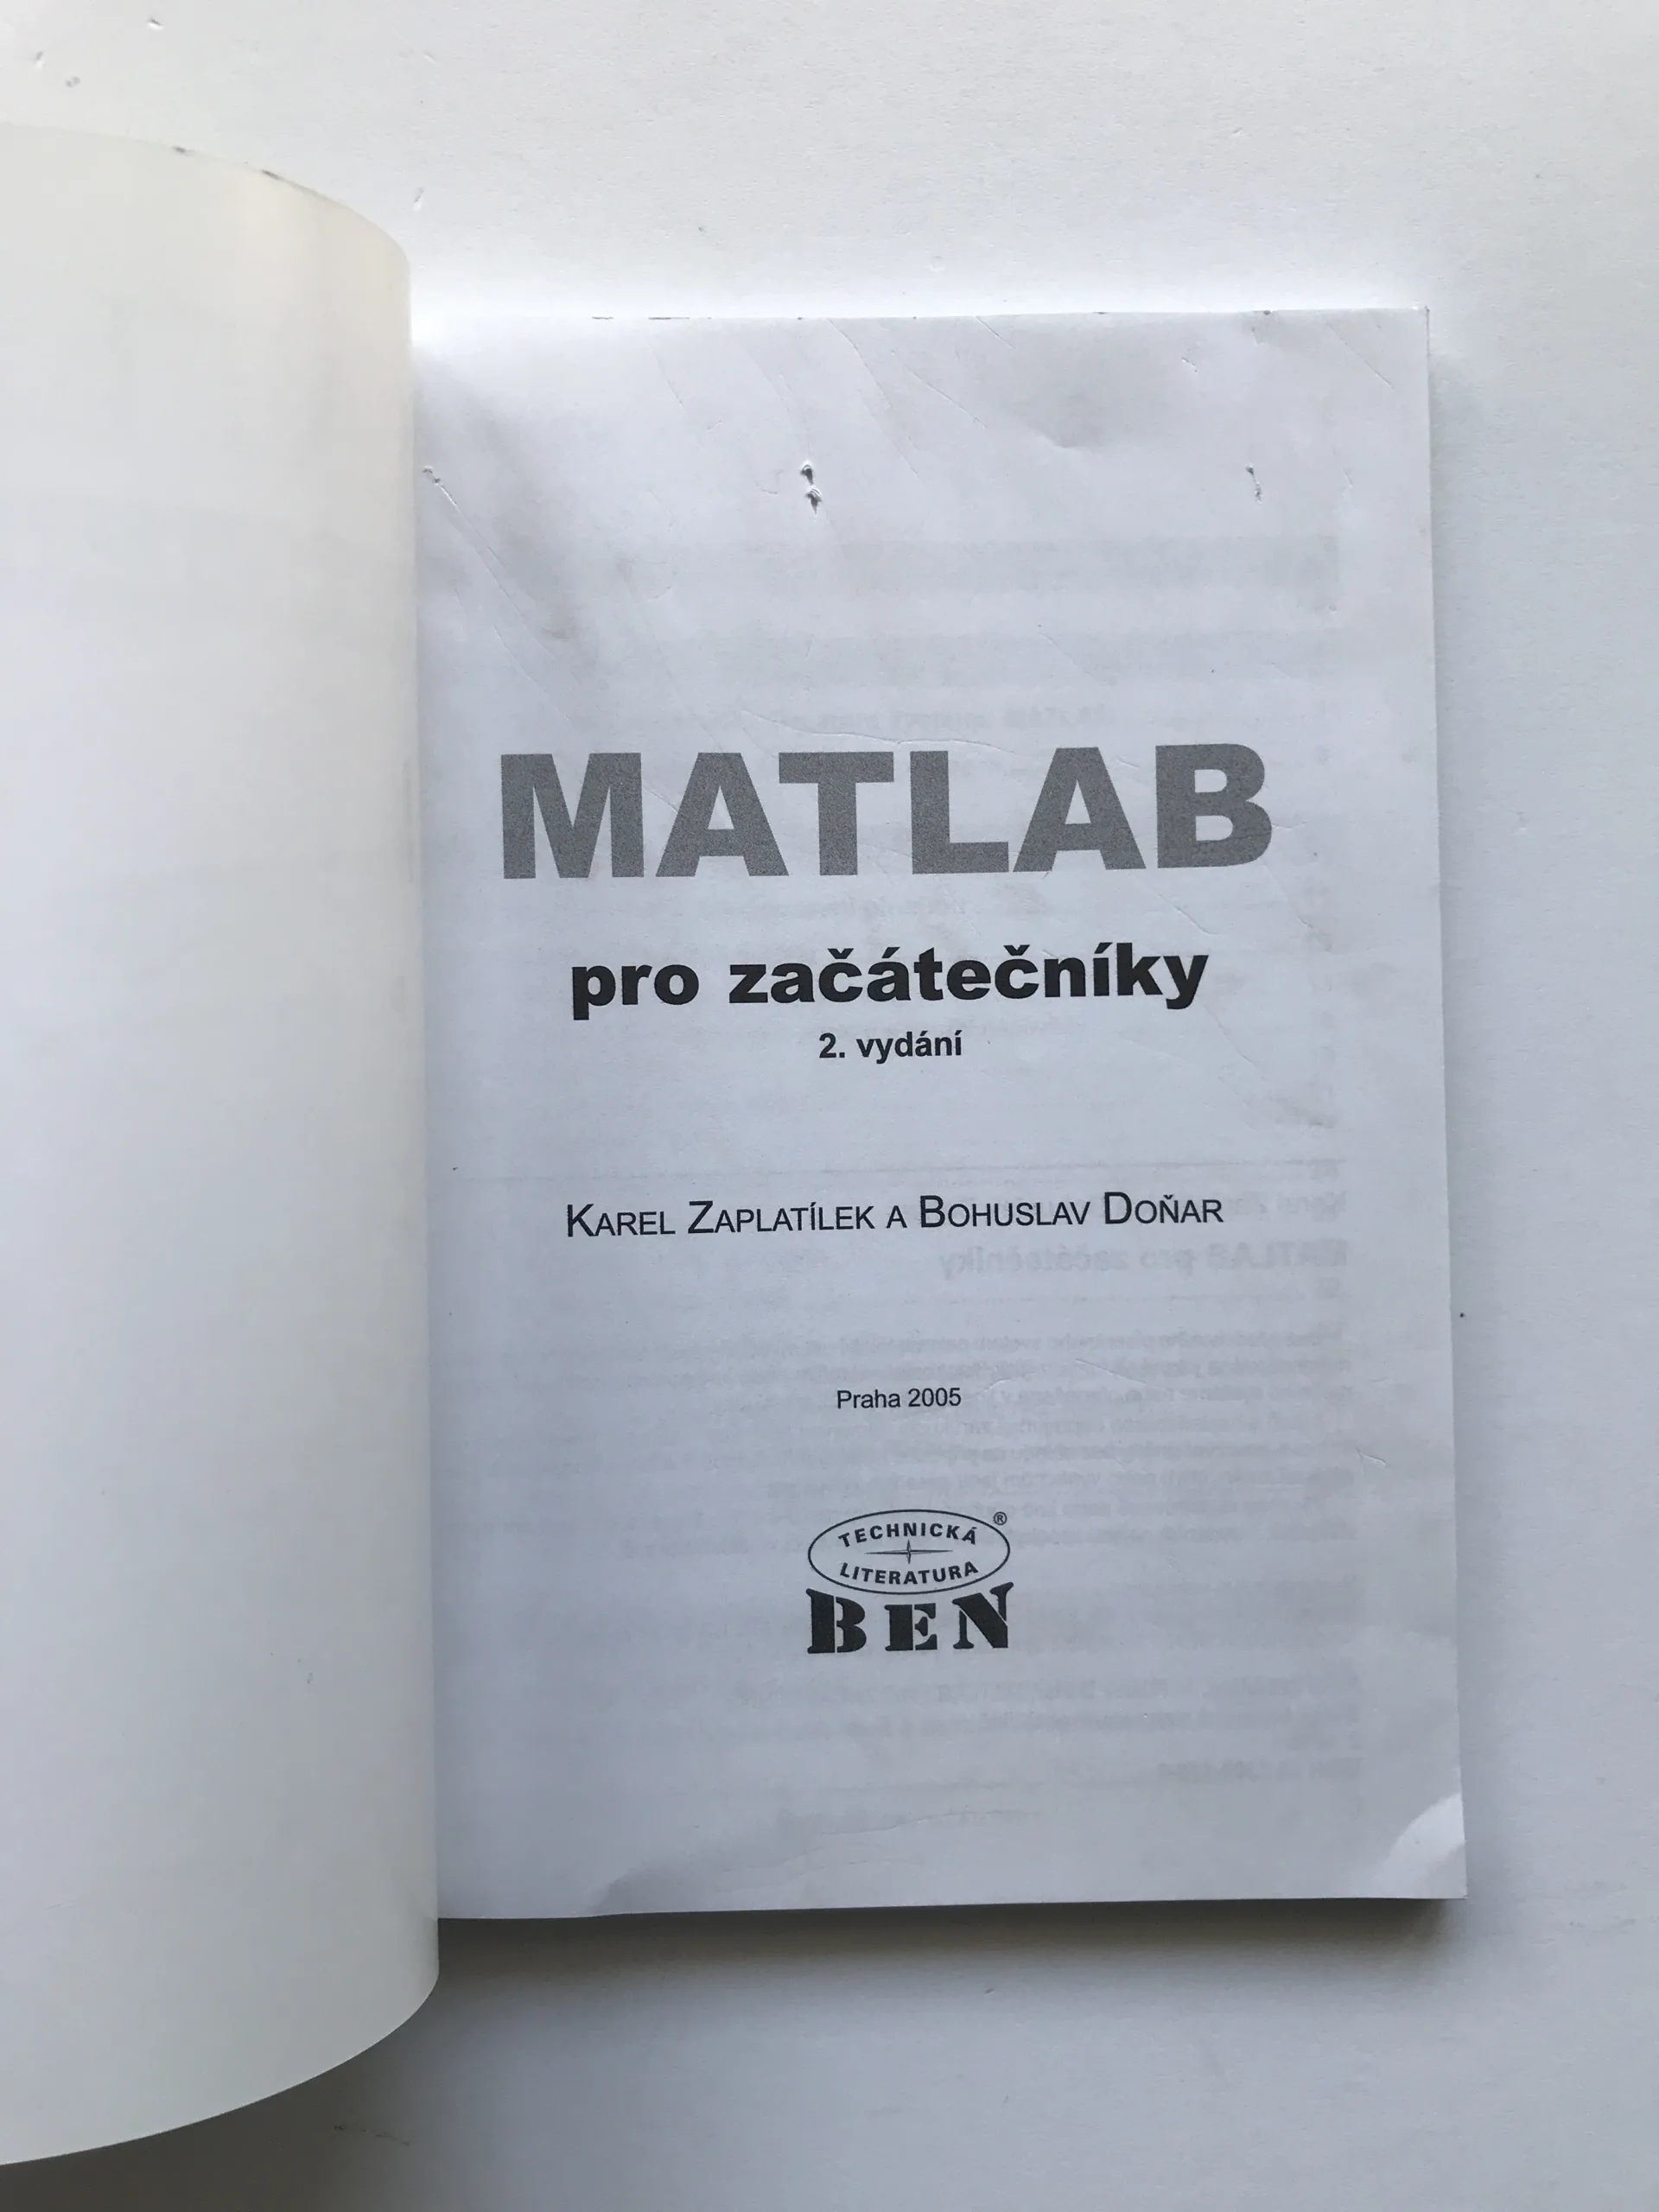 MATLAB
pro začátečníky
2. vydání
KAREL ZAPLATÍLEK A BOHUSLAV DOŇAR
Praha 2005
TECHNICKÁ ®
LITERATURA
BEN